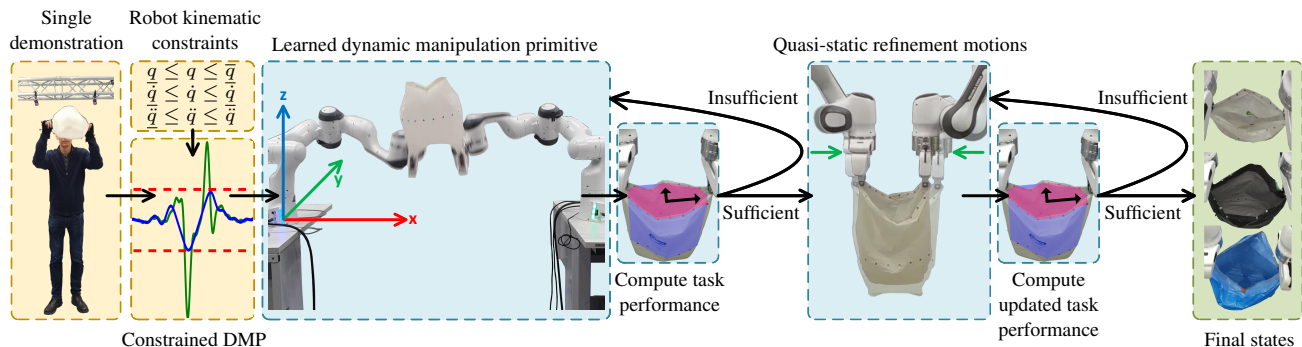 Single
demonstration
Robot kinematic
constraints
q ≤ q ≤ q̅
q̲̇ ≤ q̇ ≤ q̅̇
q̲̈ ≤ q̈ ≤ q̅̈
Constrained DMP
Learned dynamic manipulation primitive
z
y
x
Insufficient
Sufficient
Compute task
performance
Quasi-static refinement motions
Insufficient
Sufficient
Compute
updated task
performance
Final states